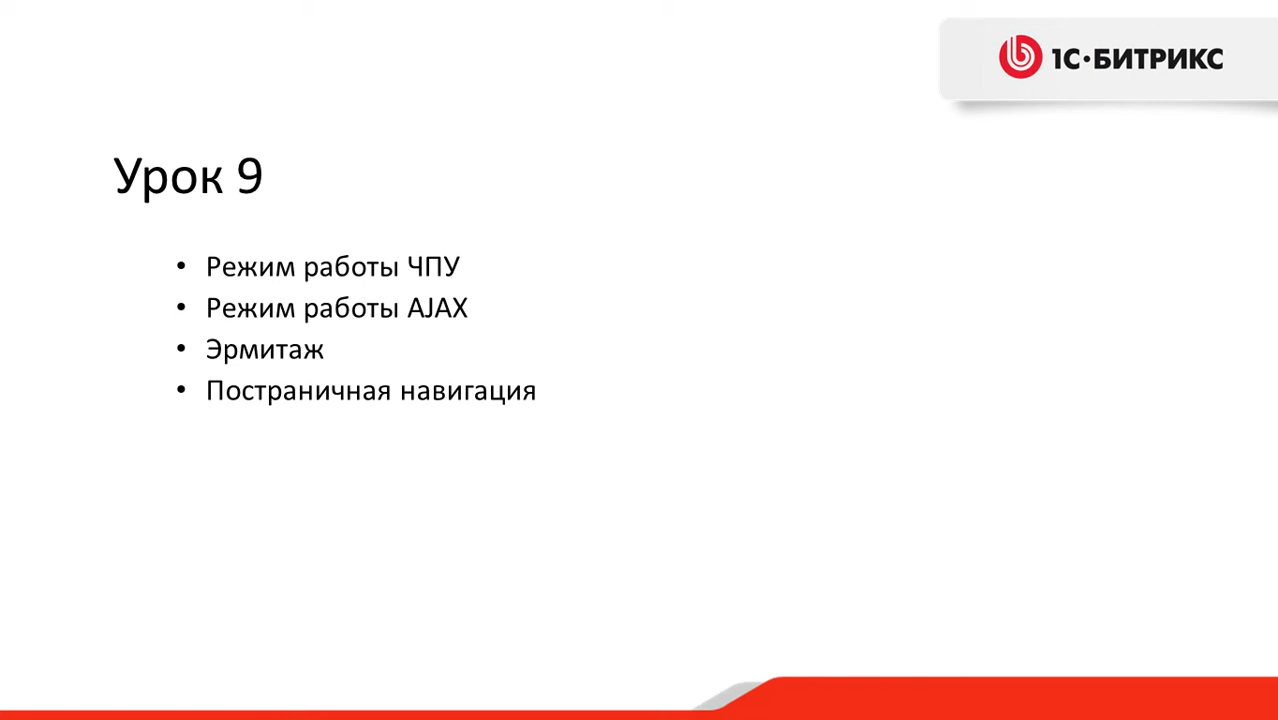 1С·БИТРИКС
Урок 9
• Режим работы ЧПУ
• Режим работы AJAX
• Эрмитаж
• Постраничная навигация